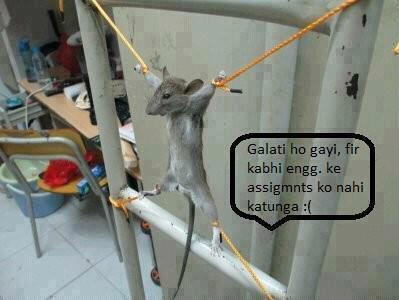 Galati ho gayi, fir
kabhi engg. ke
assigmnts ko nahi
katunga :(